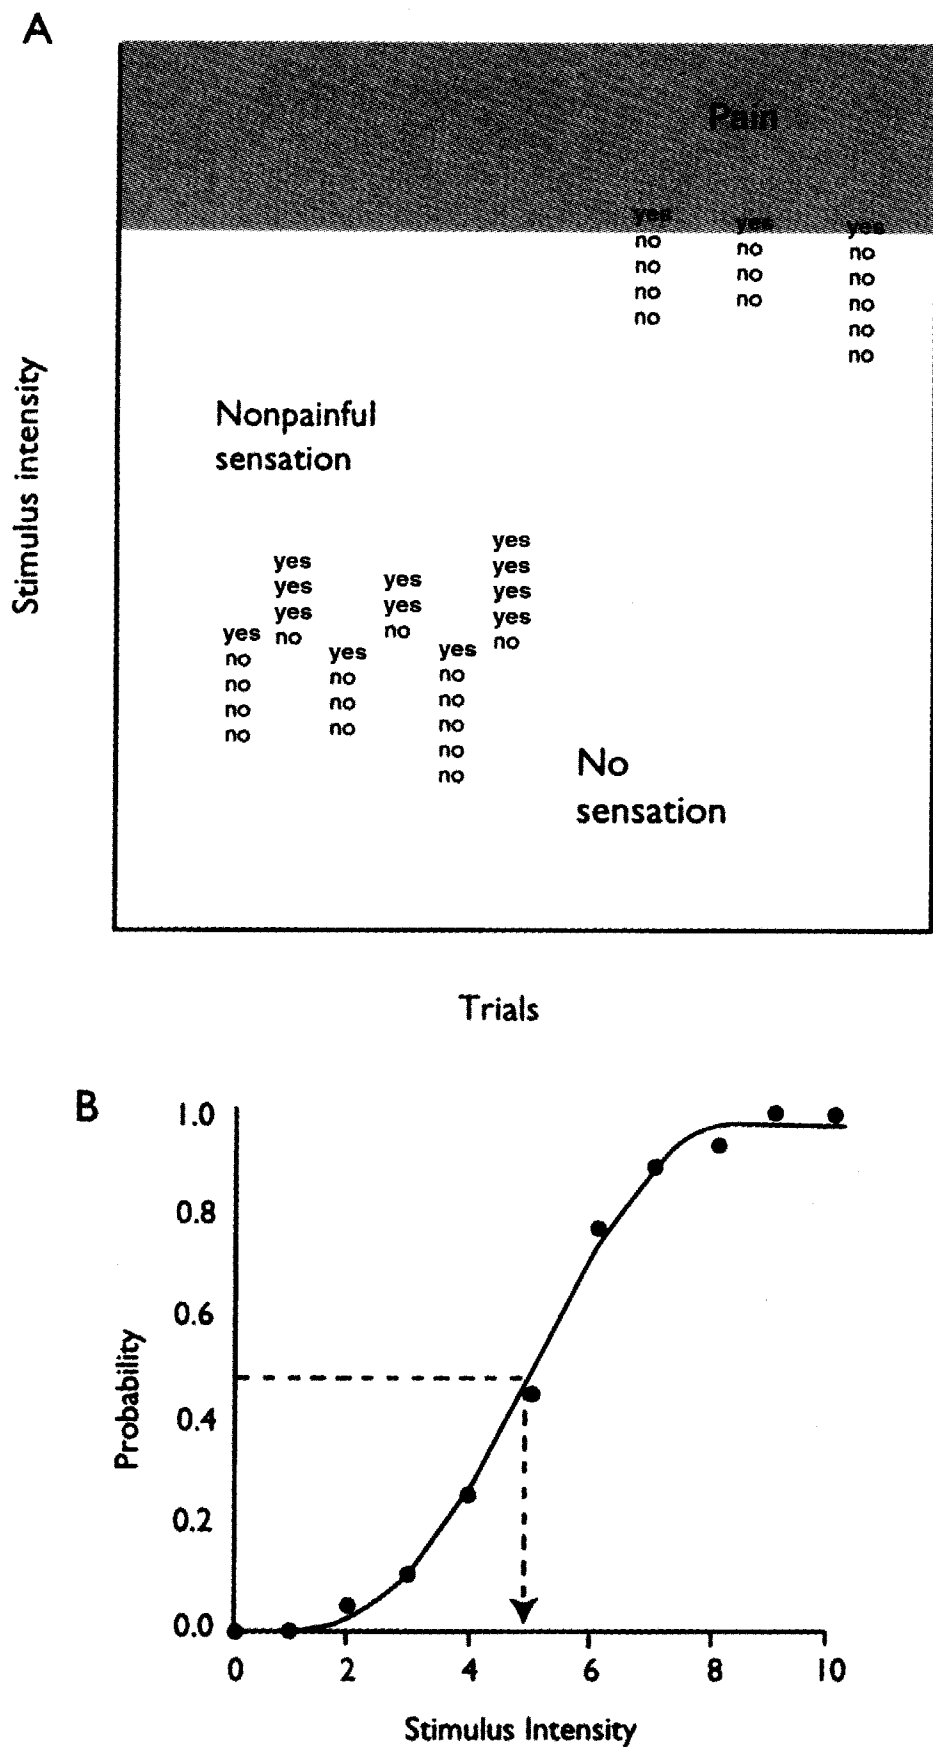 A
Pain
yes
no
no
no
no
yes
no
no
no
yes
no
no
no
no
no
Nonpainful
sensation
Stimulus intensity
yes
no
no
no
no
yes
yes
yes
no
yes
no
no
no
yes
yes
no
yes
no
no
no
no
no
yes
yes
yes
yes
no
No
sensation
Trials
B
1.0
0.8
0.6
0.4
0.2
0.0
Probability
0 2 4 6 8 10
Stimulus Intensity